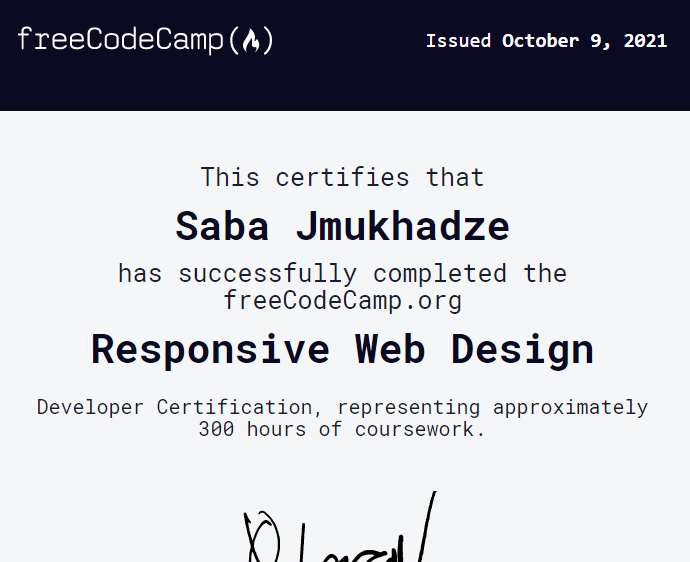 freeCodeCamp(🔥)
Issued October 9, 2021
This certifies that
Saba Jmukhadze
has successfully completed the
freeCodeCamp.org
Responsive Web Design
Developer Certification, representing approximately
300 hours of coursework.